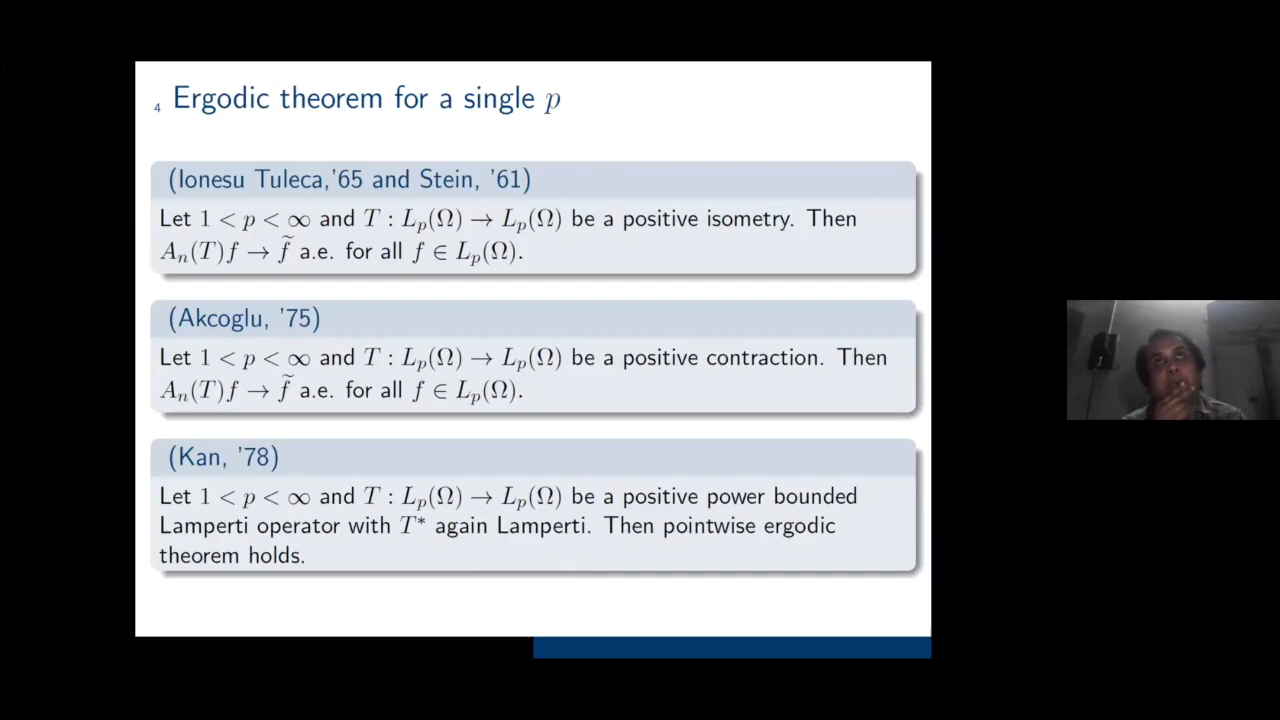 4 Ergodic theorem for a single p
(Ionesu Tuleca,'65 and Stein, '61)
Let 1 < p < ∞ and T : L_p(Ω) → L_p(Ω) be a positive isometry. Then
A_n(T)f → f̃ a.e. for all f ∈ L_p(Ω).
(Akcoglu, '75)
Let 1 < p < ∞ and T : L_p(Ω) → L_p(Ω) be a positive contraction. Then
A_n(T)f → f̃ a.e. for all f ∈ L_p(Ω).
(Kan, '78)
Let 1 < p < ∞ and T : L_p(Ω) → L_p(Ω) be a positive power bounded
Lamperti operator with T* again Lamperti. Then pointwise ergodic
theorem holds.